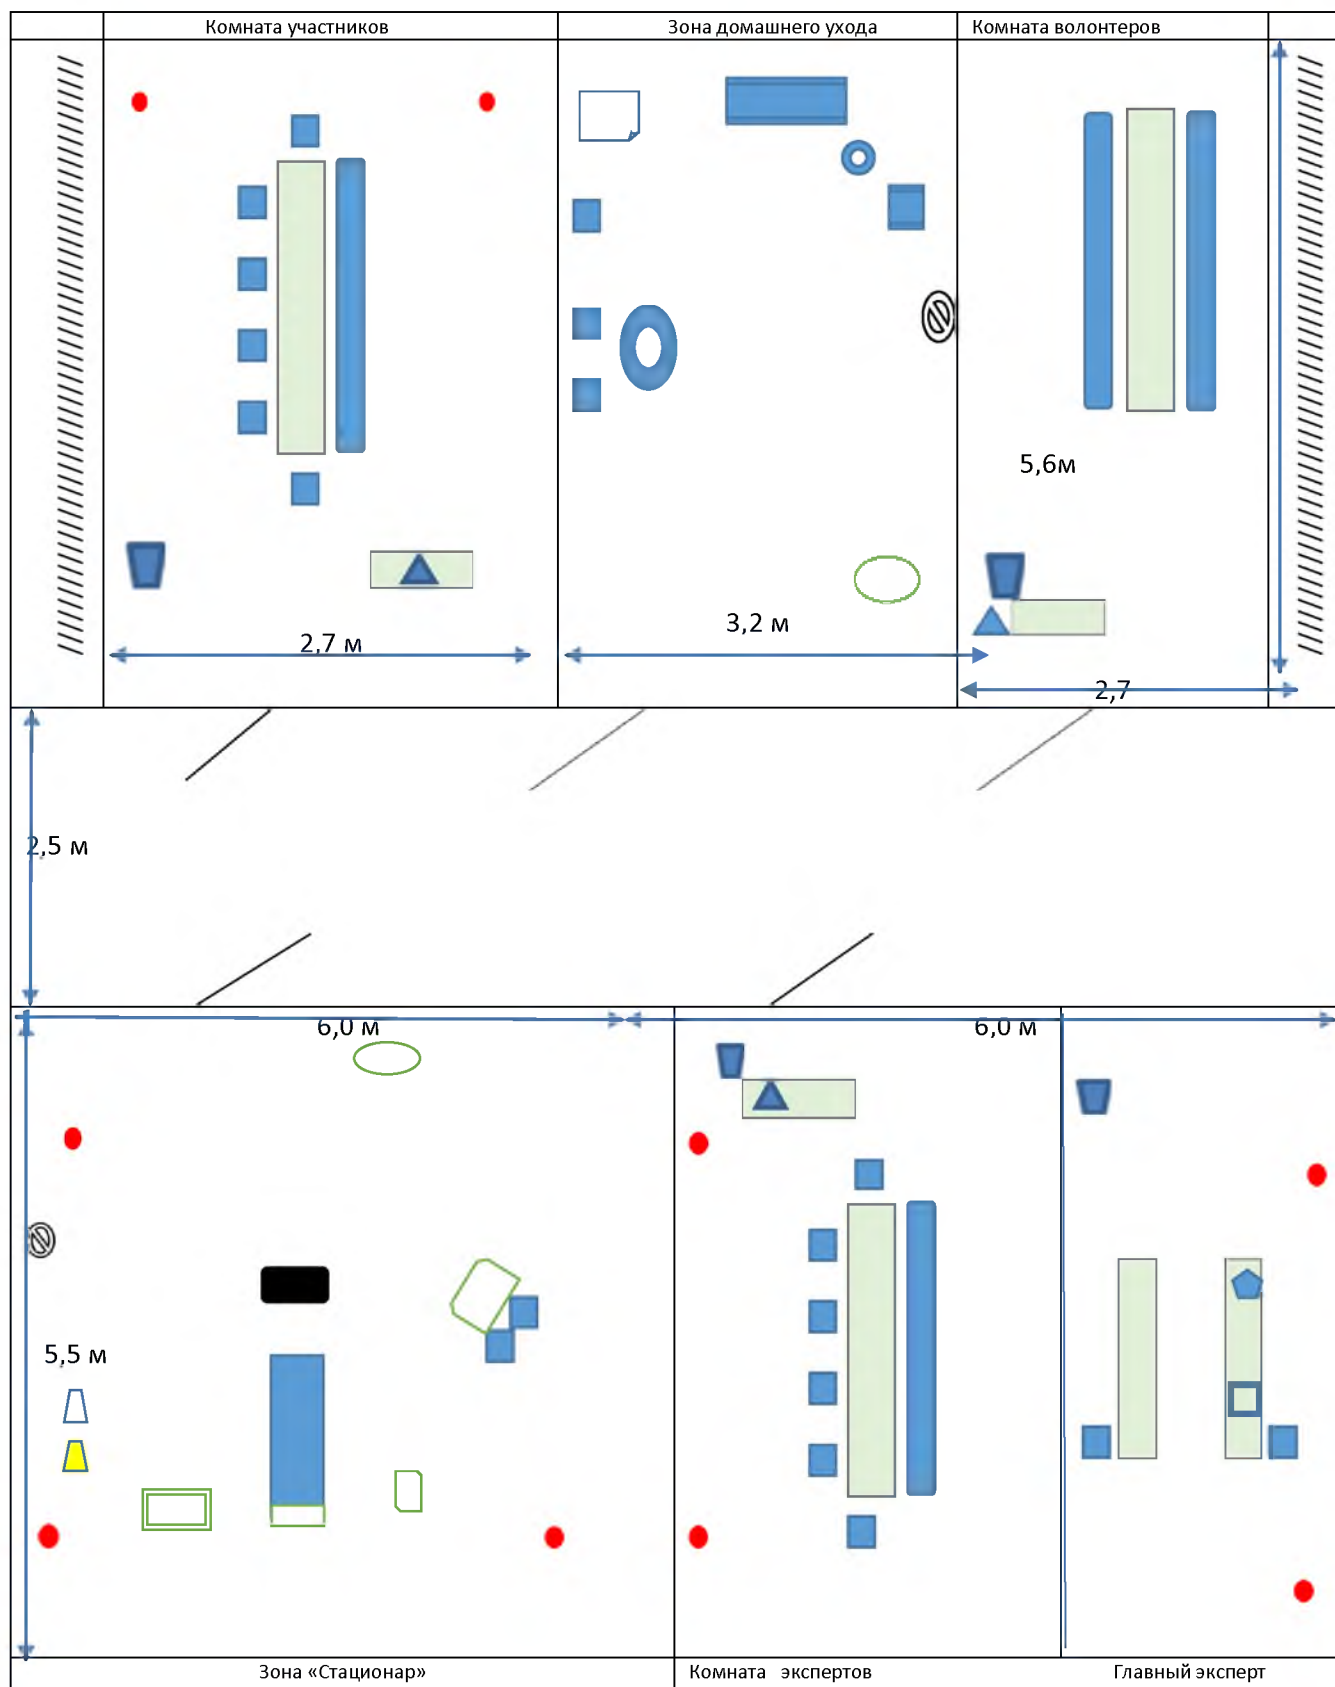 Комната участников
Зона домашнего ухода
Комната волонтеров
5,6м
3,2 м
2,7 м
2,7
2,5 м
6,0 м
6,0 м
5,5 м
Зона «Стационар»
Комната экспертов
Главный эксперт